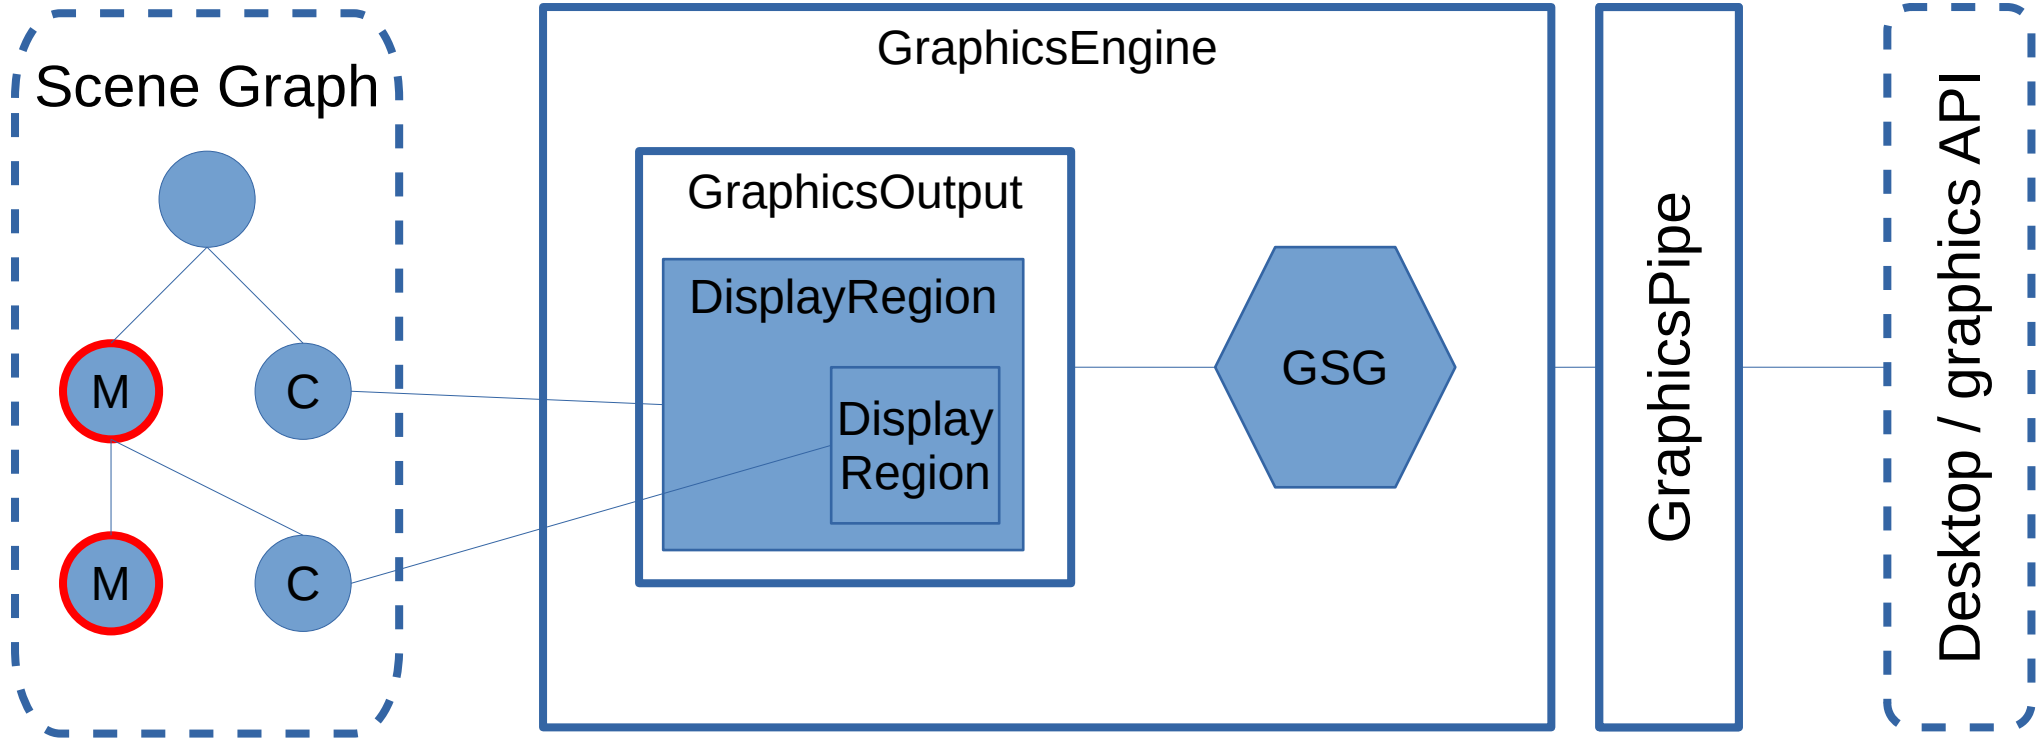 Scene Graph
M
C
M
C
GraphicsEngine
GraphicsOutput
DisplayRegion
Display
Region
GSG
GraphicsPipe
Desktop / graphics API